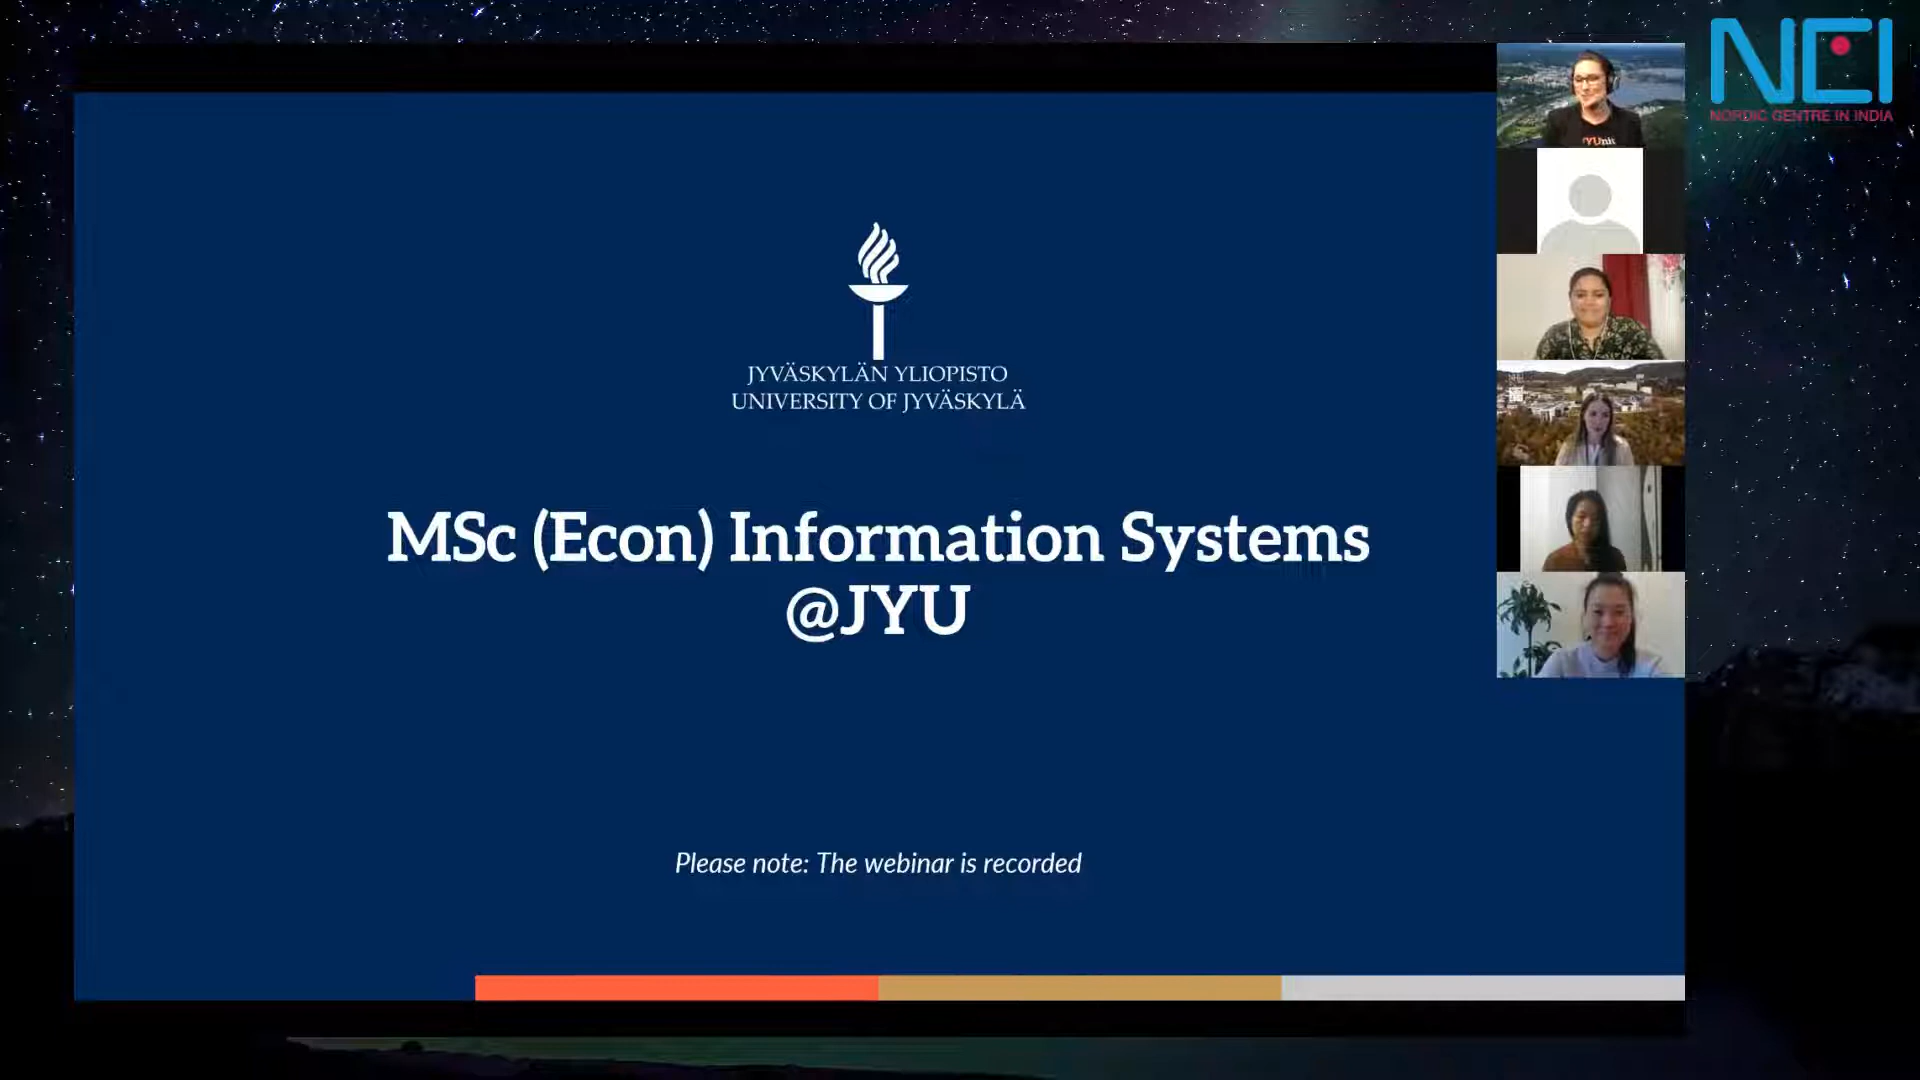 NCI
NORDIC CENTRE IN INDIA
JYVÄSKYLÄN YLIOPISTO
UNIVERSITY OF JYVÄSKYLÄ
MSc (Econ) Information Systems
@JYU
Please note: The webinar is recorded